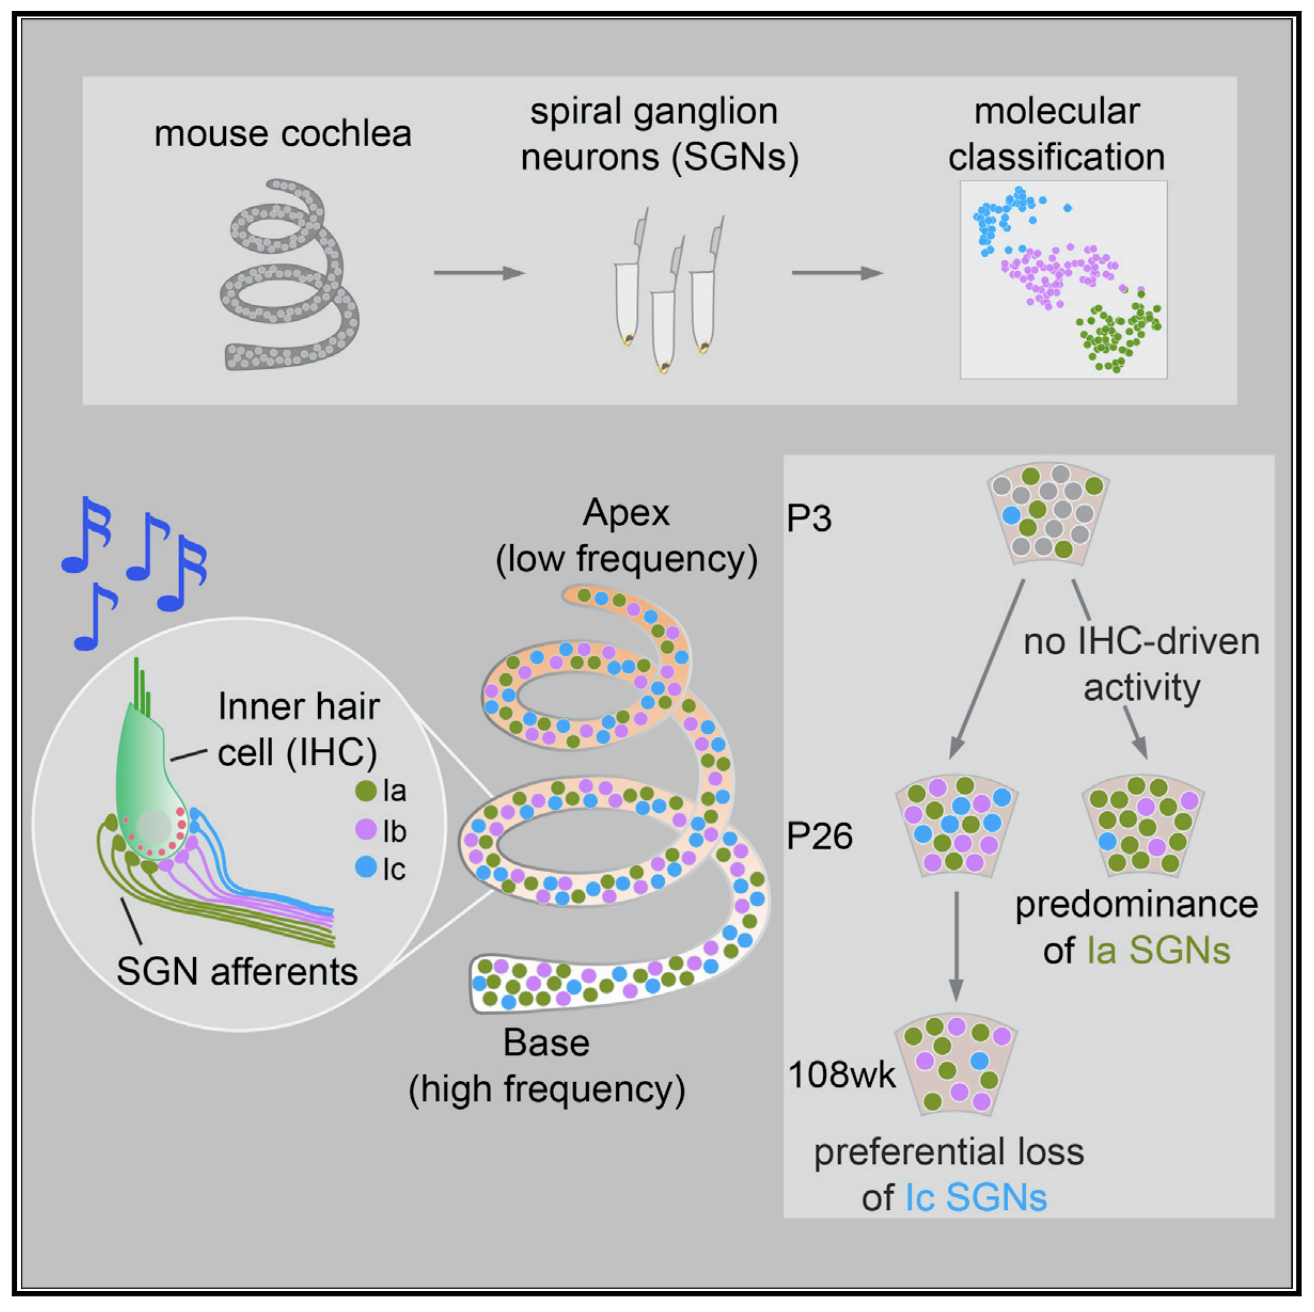 mouse cochlea
spiral ganglion
neurons (SGNs)
molecular
classification
Apex
(low frequency)
Inner hair
cell (IHC)
Ia
Ib
Ic
SGN afferents
Base
(high frequency)
P3
no IHC-driven
activity
P26
predominance
of Ia SGNs
108wk
preferential loss
of Ic SGNs